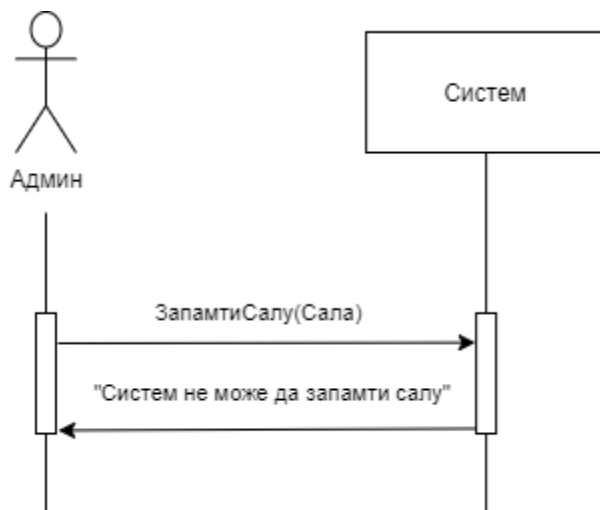 Систем
Админ
ЗапамтиСалу(Сала)
"Систем не може да запамти салу"